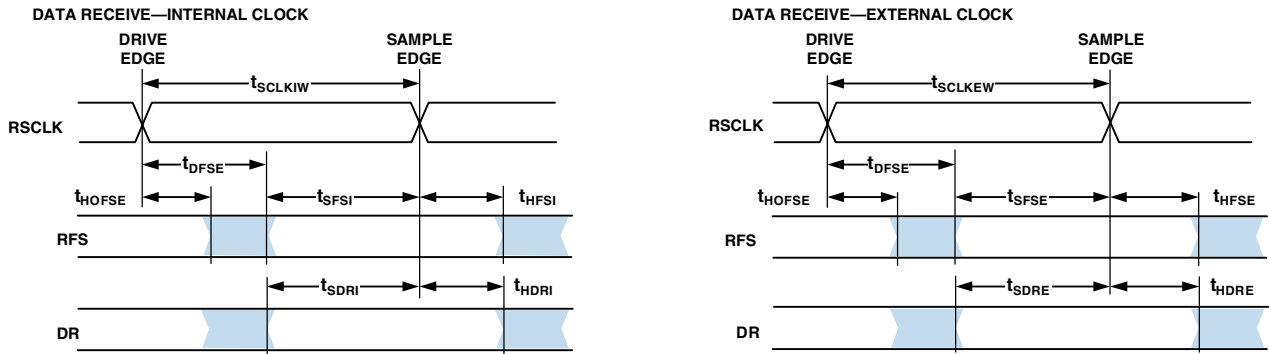 DATA RECEIVE—INTERNAL CLOCK
DRIVE EDGE
SAMPLE EDGE
tSCLKIW
RSCLK
tDFSE
tHOFSE
tSFSI
tHFSI
RFS
tSDRI
tHDRI
DR
DATA RECEIVE—EXTERNAL CLOCK
DRIVE EDGE
SAMPLE EDGE
tSCLKEW
RSCLK
tDFSE
tHOFSE
tSFSE
tHFSE
RFS
tSDRE
tHDRE
DR